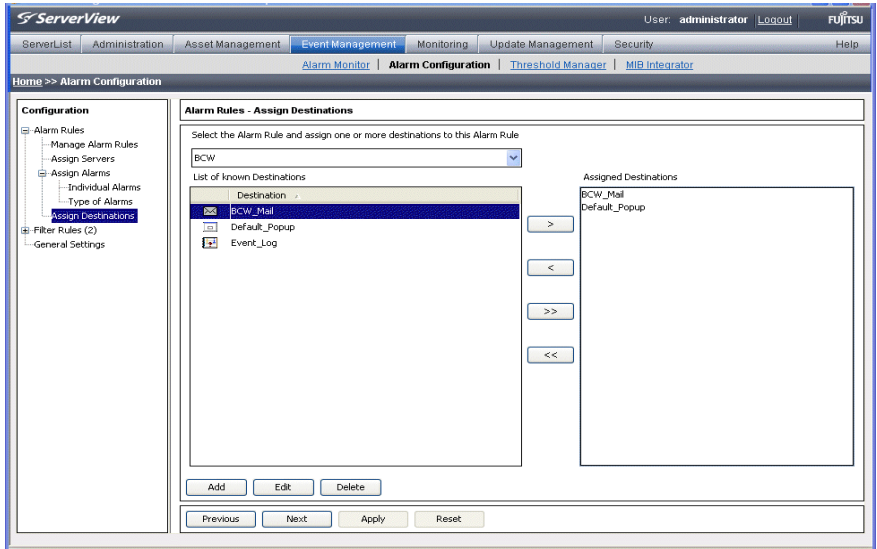 ServerView User: administrator Logout FUJITSU
ServerList Administration Asset Management Event Management Monitoring Update Management Security Help
Alarm Monitor | Alarm Configuration | Threshold Manager | MIB Integrator
Home >> Alarm Configuration
Configuration
Alarm Rules
Manage Alarm Rules
Assign Servers
Assign Alarms
Individual Alarms
Type of Alarms
Assign Destinations
Filter Rules (2)
General Settings
Alarm Rules - Assign Destinations
Select the Alarm Rule and assign one or more destinations to this Alarm Rule
BCW
List of known Destinations
Destination
BCW_Mail
Default_Popup
Event_Log
>
<
>>
<<
Assigned Destinations
BCW_Mail
Default_Popup
Add Edit Delete
Previous Next Apply Reset